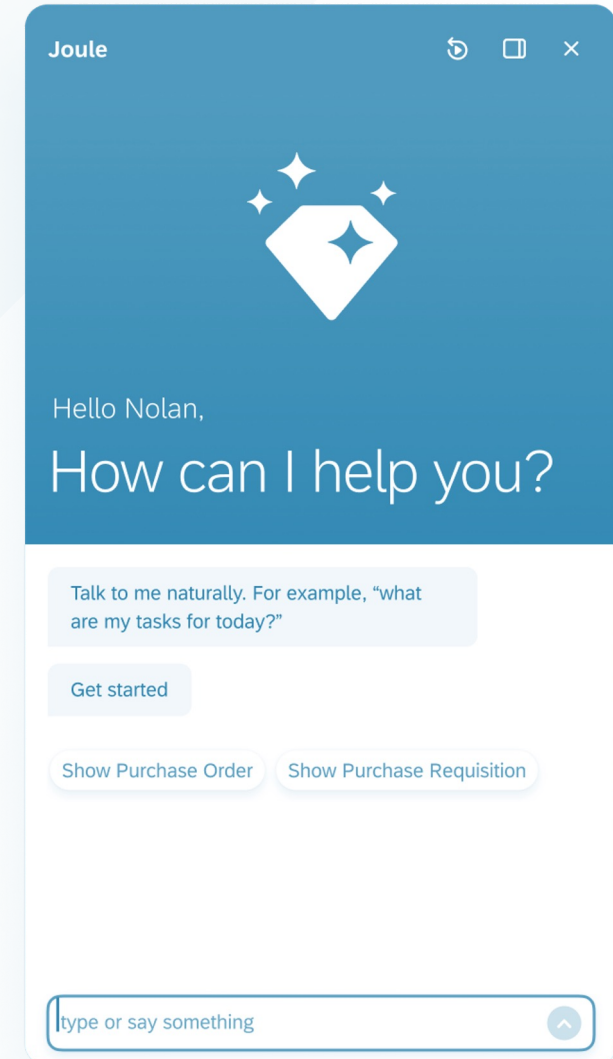 Joule
Hello Nolan,
How can I help you?
Talk to me naturally. For example, “what
are my tasks for today?”
Get started
Show Purchase Order Show Purchase Requisition
type or say something